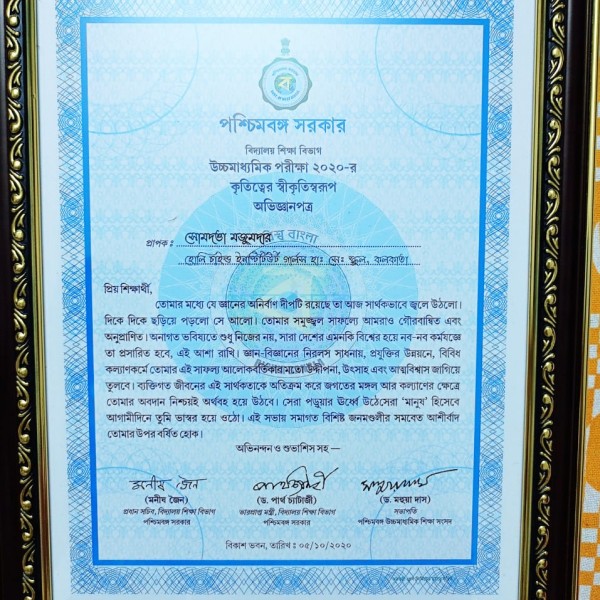 পশ্চিমবঙ্গ সরকার
বিদ্যালয় শিক্ষা বিভাগ
উচ্চমাধ্যমিক পরীক্ষা ২০২০-র
কৃতিত্বের স্বীকৃতিস্বরূপ
অভিজ্ঞানপত্র
প্রাপক : সোমদত্তা মজুমদার
হোলি চাইল্ড ইনস্টিটিউট গার্লস হাঃ সেঃ স্কুল, কলকাতা
প্রিয় শিক্ষার্থী,
তোমার মধ্যে যে জ্ঞানের অনির্বাণ দীপটি রয়েছে তা আজ সার্থকভাবে জ্বলে উঠলো।
দিকে দিকে ছড়িয়ে পড়লো সে আলো। তোমার সমুজ্জ্বল সাফল্যে আমরাও গৌরবান্বিত এবং
অনুপ্রাণিত। অনাগত ভবিষ্যতে শুধু নিজের নয়, সারা দেশের এমনকি বিশ্বের হয়ে নব-নব কর্মযজ্ঞে
তা প্রসারিত হবে, এই আশা রাখি। জ্ঞান-বিজ্ঞানের নিরলস সাধনায়, প্রযুক্তির উন্নয়নে, বিবিধ
কল্যাণকর্মে তোমার এই সাফল্য আলোকবর্তিকার মতো উদ্দীপনা, উৎসাহ এবং আত্মবিশ্বাস জাগিয়ে
তুলবে। ব্যক্তিগত জীবনের এই সার্থকতাকে অতিক্রম করে জগতের মঙ্গল আর কল্যাণের ক্ষেত্রে
তোমার অবদান নিশ্চয়ই অর্থবহ হয়ে উঠবে। সেরা পড়ুয়ার ঊর্ধ্বে উঠে সেরা ‘মানুষ’ হিসেবে
আগামীদিনে তুমি ভাস্বর হয়ে ওঠো। এই সভায় সমাগত বিশিষ্ট জনমণ্ডলীর সমবেত আশীর্বাদ
তোমার উপর বর্ষিত হোক।
অভিনন্দন ও শুভাশিস সহ —
মনীষ জৈন
(মনীষ জৈন) (ড. পার্থ চ্যাটার্জী) (ড. মহুয়া দাস)
প্রধান সচিব, বিদ্যালয় শিক্ষা বিভাগ ভারপ্রাপ্ত মন্ত্রী, বিদ্যালয় শিক্ষা বিভাগ সভাপতি
পশ্চিমবঙ্গ সরকার পশ্চিমবঙ্গ সরকার পশ্চিমবঙ্গ উচ্চমাধ্যমিক শিক্ষা সংসদ
বিকাশ ভবন, তারিখ : ০৫/১০/২০২০